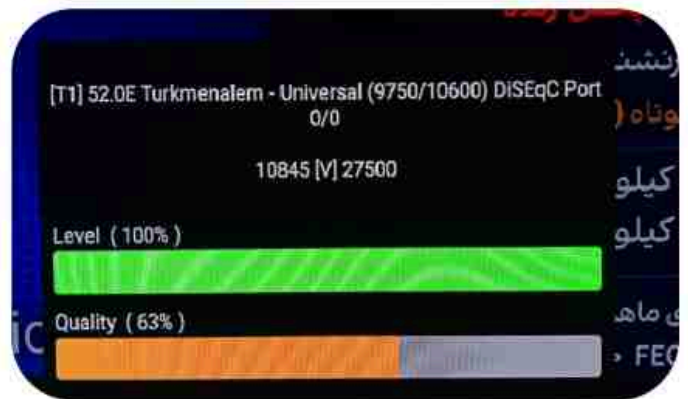 [T1] 52.0E Turkmenalem - Universal (9750/10600) DiSEqC Port
0/0
10845 [V] 27500
Level ( 100% )
Quality ( 63% )
کیلو
کیلو
FEC